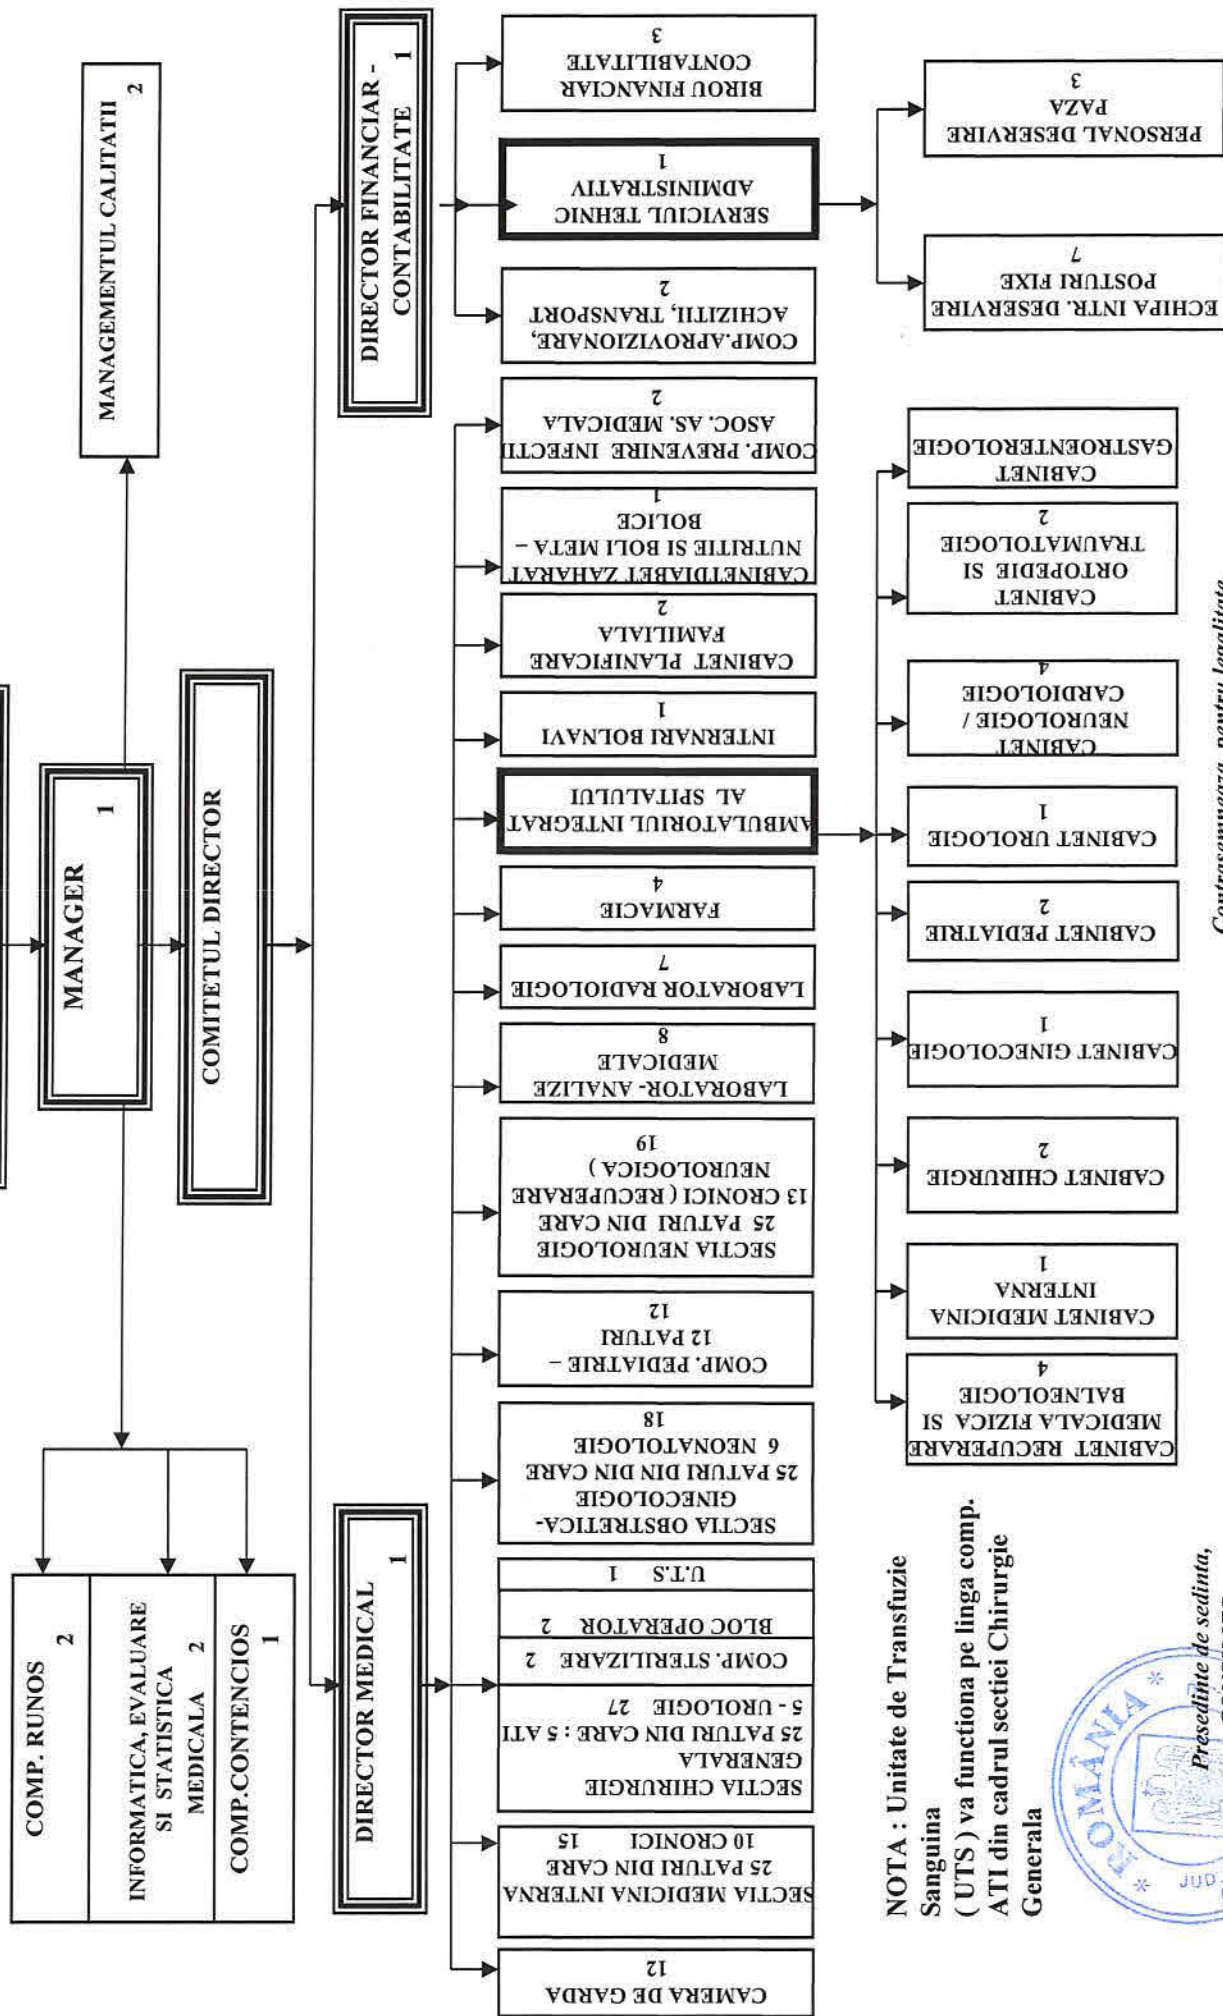 MANAGER
1
MANAGEMENTUL CALITATII
2
COMITETUL DIRECTOR
COMP. RUNOS
2
INFORMATICA, EVALUARE
SI STATISTICA
MEDICALA 2
COMP.CONTENCIOS
1
DIRECTOR MEDICAL
1
DIRECTOR FINANCIAR -
CONTABILITATE 1
CAMERA DE GARDA
12
SECTIA MEDICINA INTERNA
25 PATURI DIN CARE
10 CRONICI 15
SECTIA CHIRURGIE
GENERALA
25 PATURI DIN CARE : 5 ATI
5 - UROLOGIE 27
COMP. STERILIZARE 2
BLOC OPERATOR 2
U.T.S 1
SECTIA OBSTRETICA-
GINECOLOGIE
25 PATURI DIN DIN CARE
6 NEONATOLOGIE
18
COMP. PEDIATRIE –
12 PATURI
12
SECTIA NEUROLOGIE
25 PATURI DIN CARE
13 CRONICI ( RECUPERARE
NEUROLOGICA )
19
LABORATOR- ANALIZE
MEDICALE
8
LABORATOR RADIOLOGIE
7
FARMACIE
4
AMBULATORIUL INTEGRAT
AL SPITALULUI
INTERNARI BOLNAVI
1
CABINET PLANIFICARE
FAMILIALA
2
CABINETDIABET ZAHARAT
NUTRITIE SI BOLI META –
BOLICE
1
COMP. PREVENIRE INFECTII
ASOC. AS. MEDICALA
2
COMP.APROVIZIONARE,
ACHIZITII, TRANSPORT
2
SERVICIUL TEHNIC
ADMINISTRATIV
1
BIROU FINANCIAR
CONTABILITATE
3
CABINET RECUPERARE
MEDICALA FIZICA SI
BALNEOLOGIE
4
CABINET MEDICINA
INTERNA
1
CABINET CHIRURGIE
2
CABINET GINECOLOGIE
1
CABINET PEDIATRIE
2
CABINET UROLOGIE
1
CABINET
NEUROLOGIE /
CARDIOLOGIE
4
CABINET
ORTOPEDIE SI
TRAUMATOLOGIE
2
CABINET
GASTROENTEROLOGIE
ECHIPA INTR. DESERVIRE
POSTURI FIXE
7
PERSONAL DESERVIRE
PAZA
3
NOTA : Unitate de Transfuzie
Sanguina
( UTS ) va functiona pe linga comp.
ATI din cadrul sectiei Chirurgie
Generala
* ROMÂNIA *
JUD
Presedinte de sedinta,
Contrasemneaza pentru legalitate